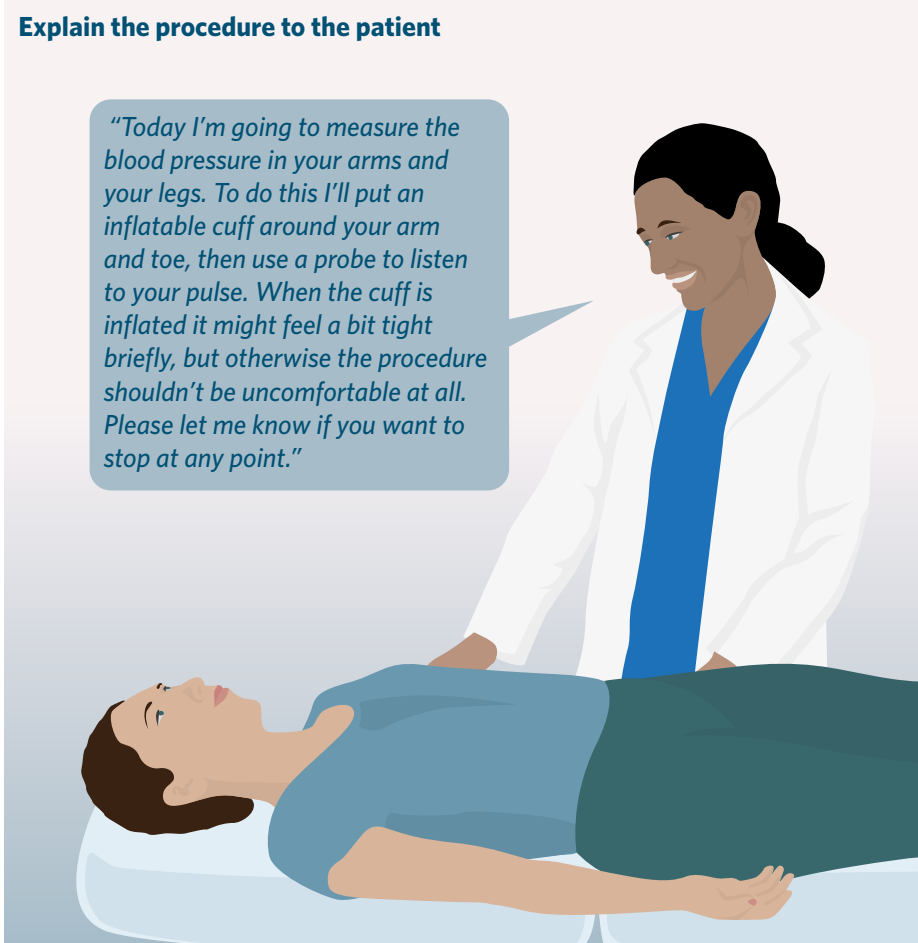 Explain the procedure to the patient
“Today I’m going to measure the
blood pressure in your arms and
your legs. To do this I’ll put an
inflatable cuff around your arm
and toe, then use a probe to listen
to your pulse. When the cuff is
inflated it might feel a bit tight
briefly, but otherwise the procedure
shouldn’t be uncomfortable at all.
Please let me know if you want to
stop at any point.”